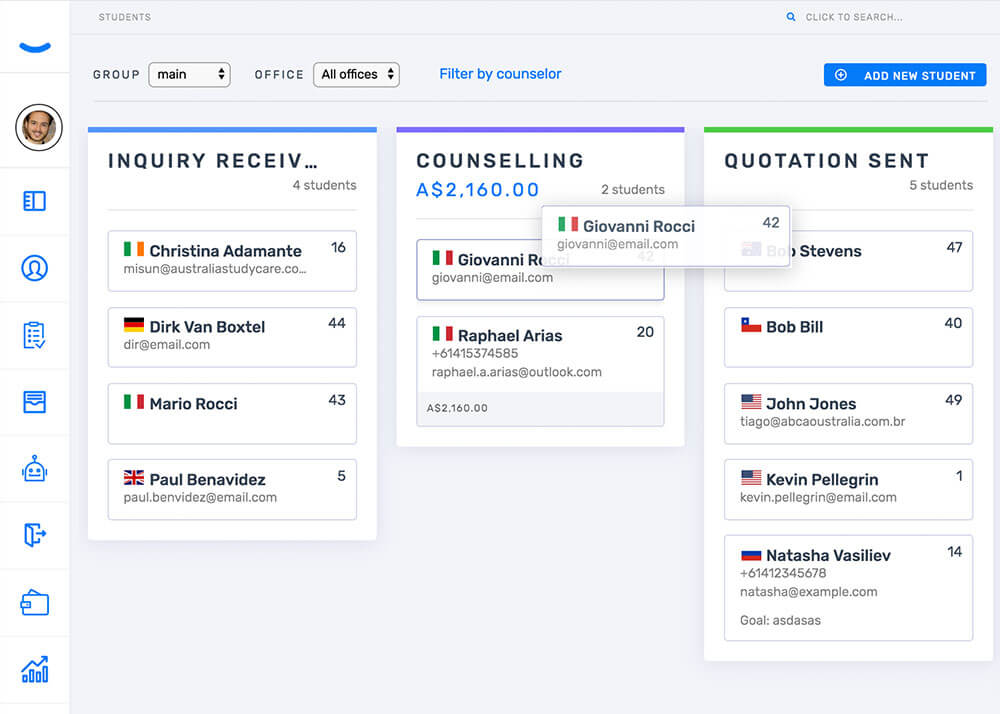 STUDENTS
CLICK TO SEARCH...
GROUP
main
OFFICE
All offices
Filter by counselor
ADD NEW STUDENT
INQUIRY RECEIV...
4 students
Christina Adamante
16
misun@australiastudycare.co...
Dirk Van Boxtel
44
dir@email.com
Mario Rocci
43
Paul Benavidez
5
paul.benvidez@email.com
COUNSELLING
A$2,160.00
2 students
Giovanni Rocci
42
giovanni@email.com
Giovanni Rocci
42
giovanni@email.com
Raphael Arias
20
+61415374585
raphael.a.arias@outlook.com
A$2,160.00
QUOTATION SENT
5 students
Bob Stevens
47
Bob Bill
40
John Jones
49
tiago@abcaoustralia.com.br
Kevin Pellegrin
1
kevin.pellegrin@email.com
Natasha Vasiliev
14
+61412345678
natasha@example.com
Goal: asdasas